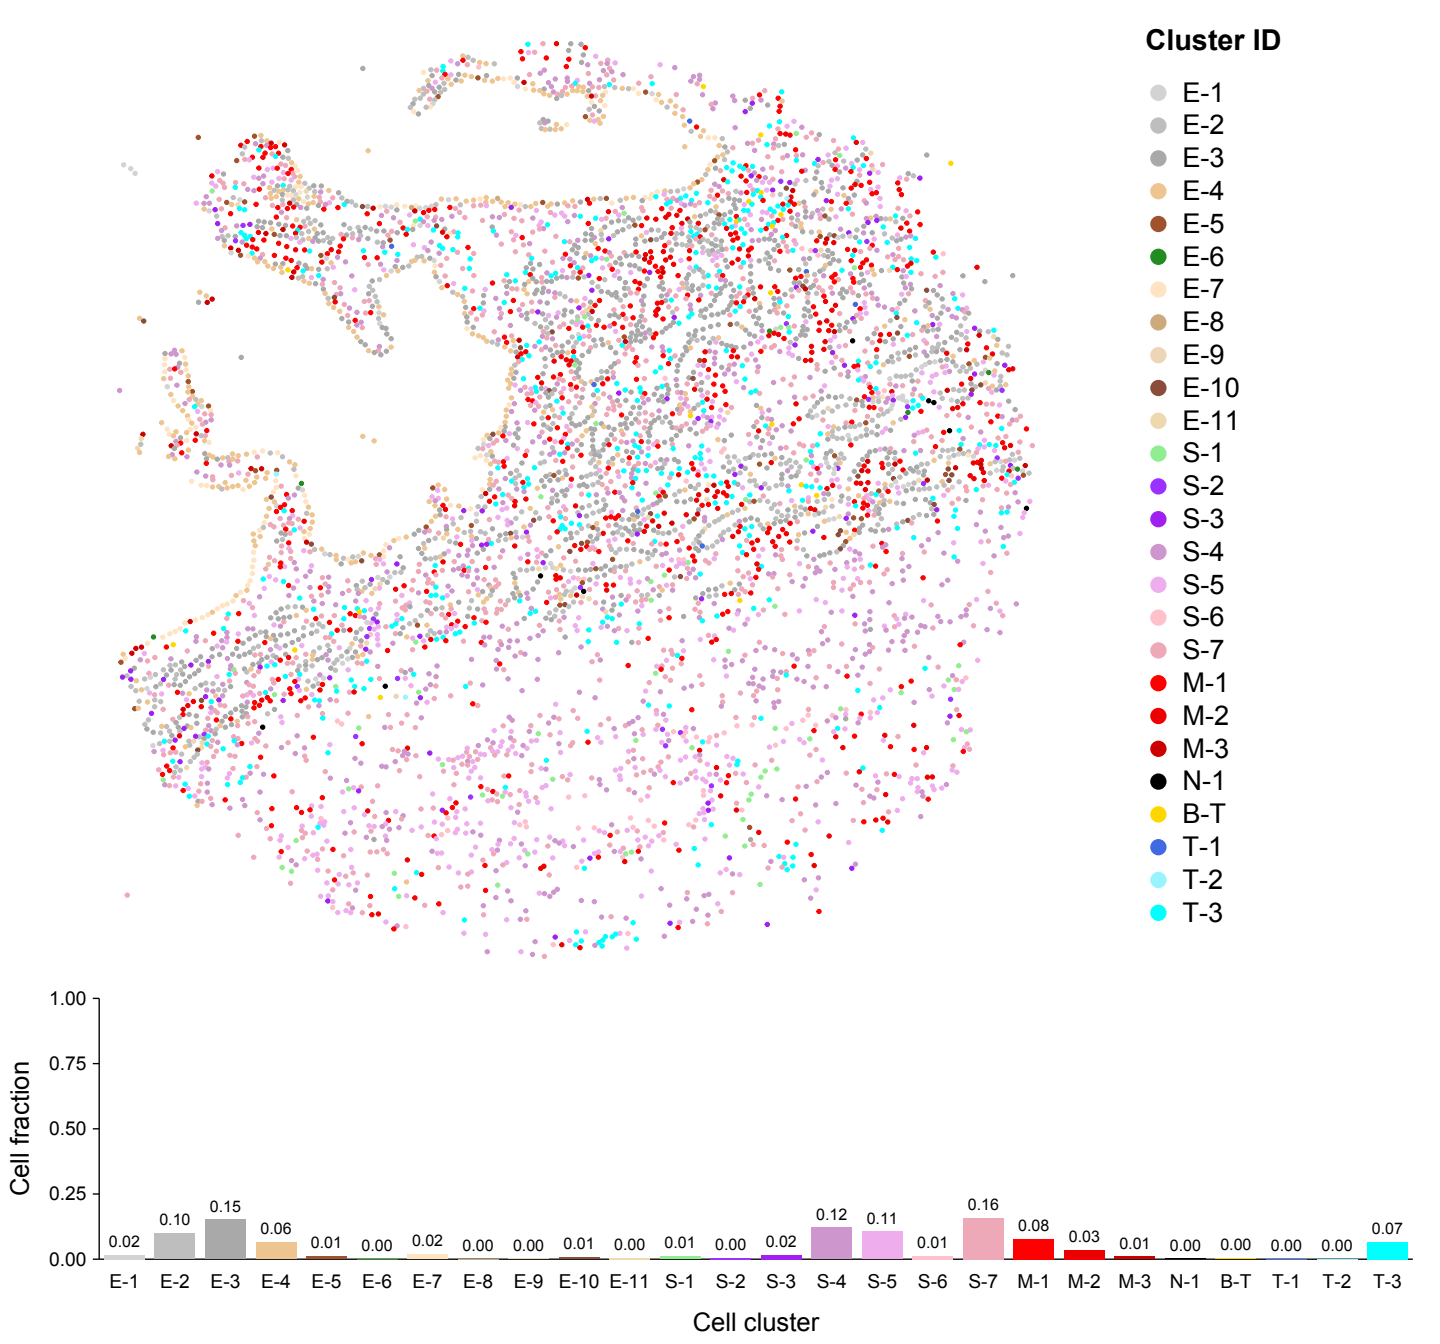 Cluster ID
E-1
E-2
E-3
E-4
E-5
E-6
E-7
E-8
E-9
E-10
E-11
S-1
S-2
S-3
S-4
S-5
S-6
S-7
M-1
M-2
M-3
N-1
B-T
T-1
T-2
T-3
1.00
0.75
0.50
0.25
0.00
Cell fraction
0.02 0.10 0.15 0.06 0.01 0.00 0.02 0.00 0.00 0.01 0.00 0.01 0.00 0.02 0.12 0.11 0.01 0.16 0.08 0.03 0.01 0.00 0.00 0.00 0.00 0.07
E-1 E-2 E-3 E-4 E-5 E-6 E-7 E-8 E-9 E-10 E-11 S-1 S-2 S-3 S-4 S-5 S-6 S-7 M-1 M-2 M-3 N-1 B-T T-1 T-2 T-3
Cell cluster